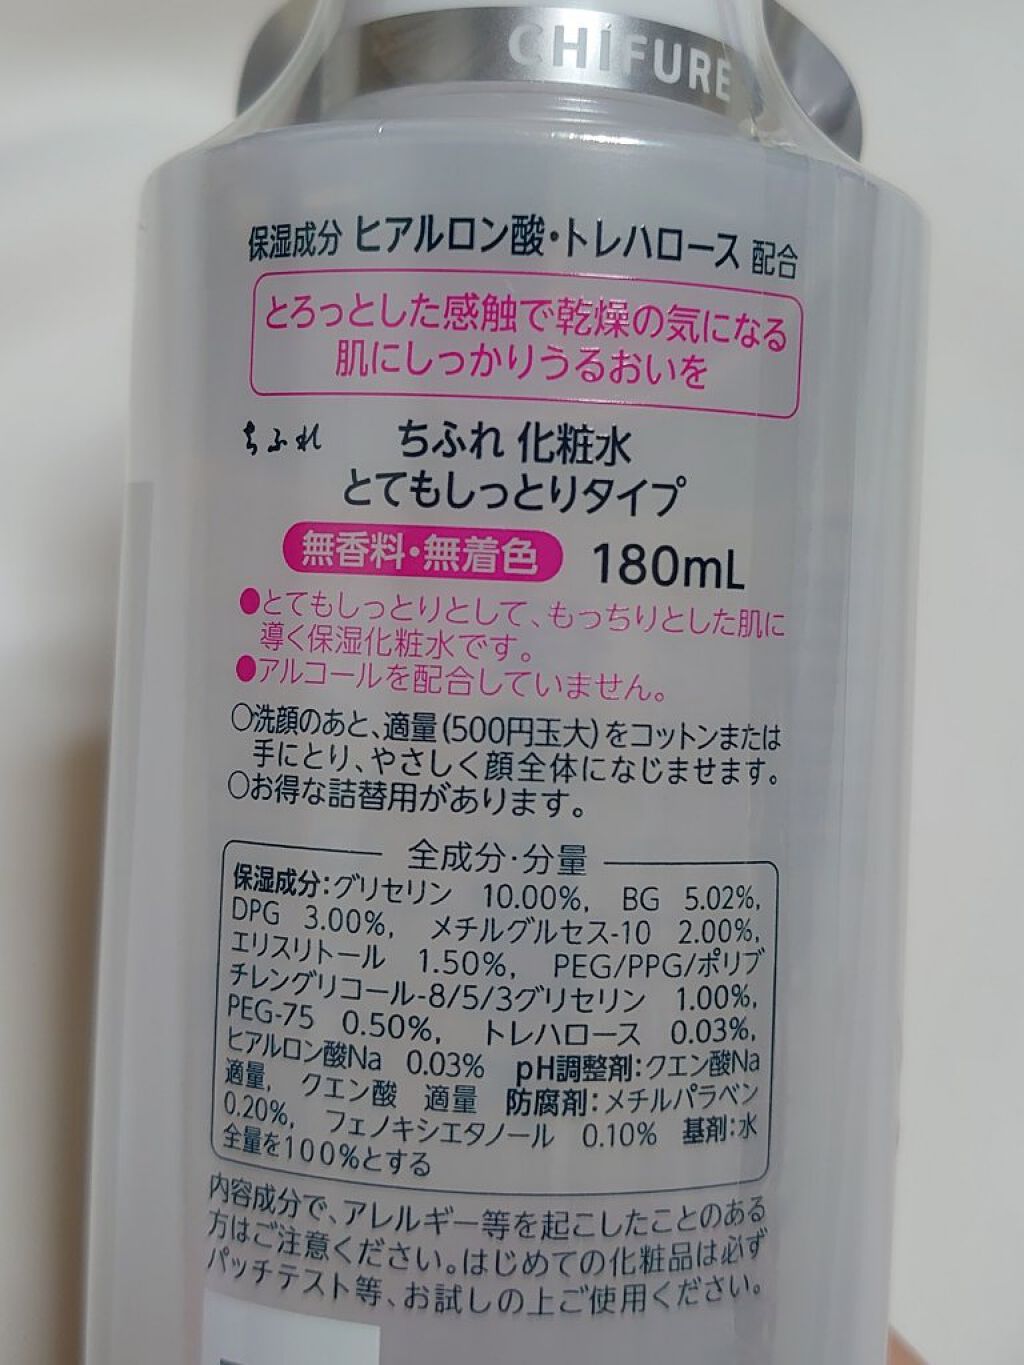 CHIFURE
保湿成分 ヒアルロン酸・トレハロース 配合
とろっとした感触で乾燥の気になる
肌にしっかりうるおいを
ちふれ ちふれ 化粧水
とてもしっとりタイプ
無香料・無着色 180mL
●とてもしっとりとして、もっちりとした肌に
導く保湿化粧水です。
●アルコールを配合していません。
○洗顔のあと、適量(500円玉大)をコットンまたは
手にとり、やさしく顔全体になじませます。
○お得な詰替用があります。
全成分・分量
保湿成分:グリセリン 10.00%, BG 5.02%,
DPG 3.00%, メチルグルセス-10 2.00%,
エリスリトール 1.50%, PEG/PPG/ポリブ
チレングリコール-8/5/3グリセリン 1.00%,
PEG-75 0.50%, トレハロース 0.03%,
ヒアルロン酸Na 0.03% pH調整剤:クエン酸Na
適量, クエン酸 適量 防腐剤:メチルパラベン
0.20%, フェノキシエタノール 0.10% 基剤:水
全量を100%とする
内容成分で、アレルギー等を起こしたことのある
方はご注意ください。はじめての化粧品は必ず
パッチテスト等、お試しの上ご使用ください。